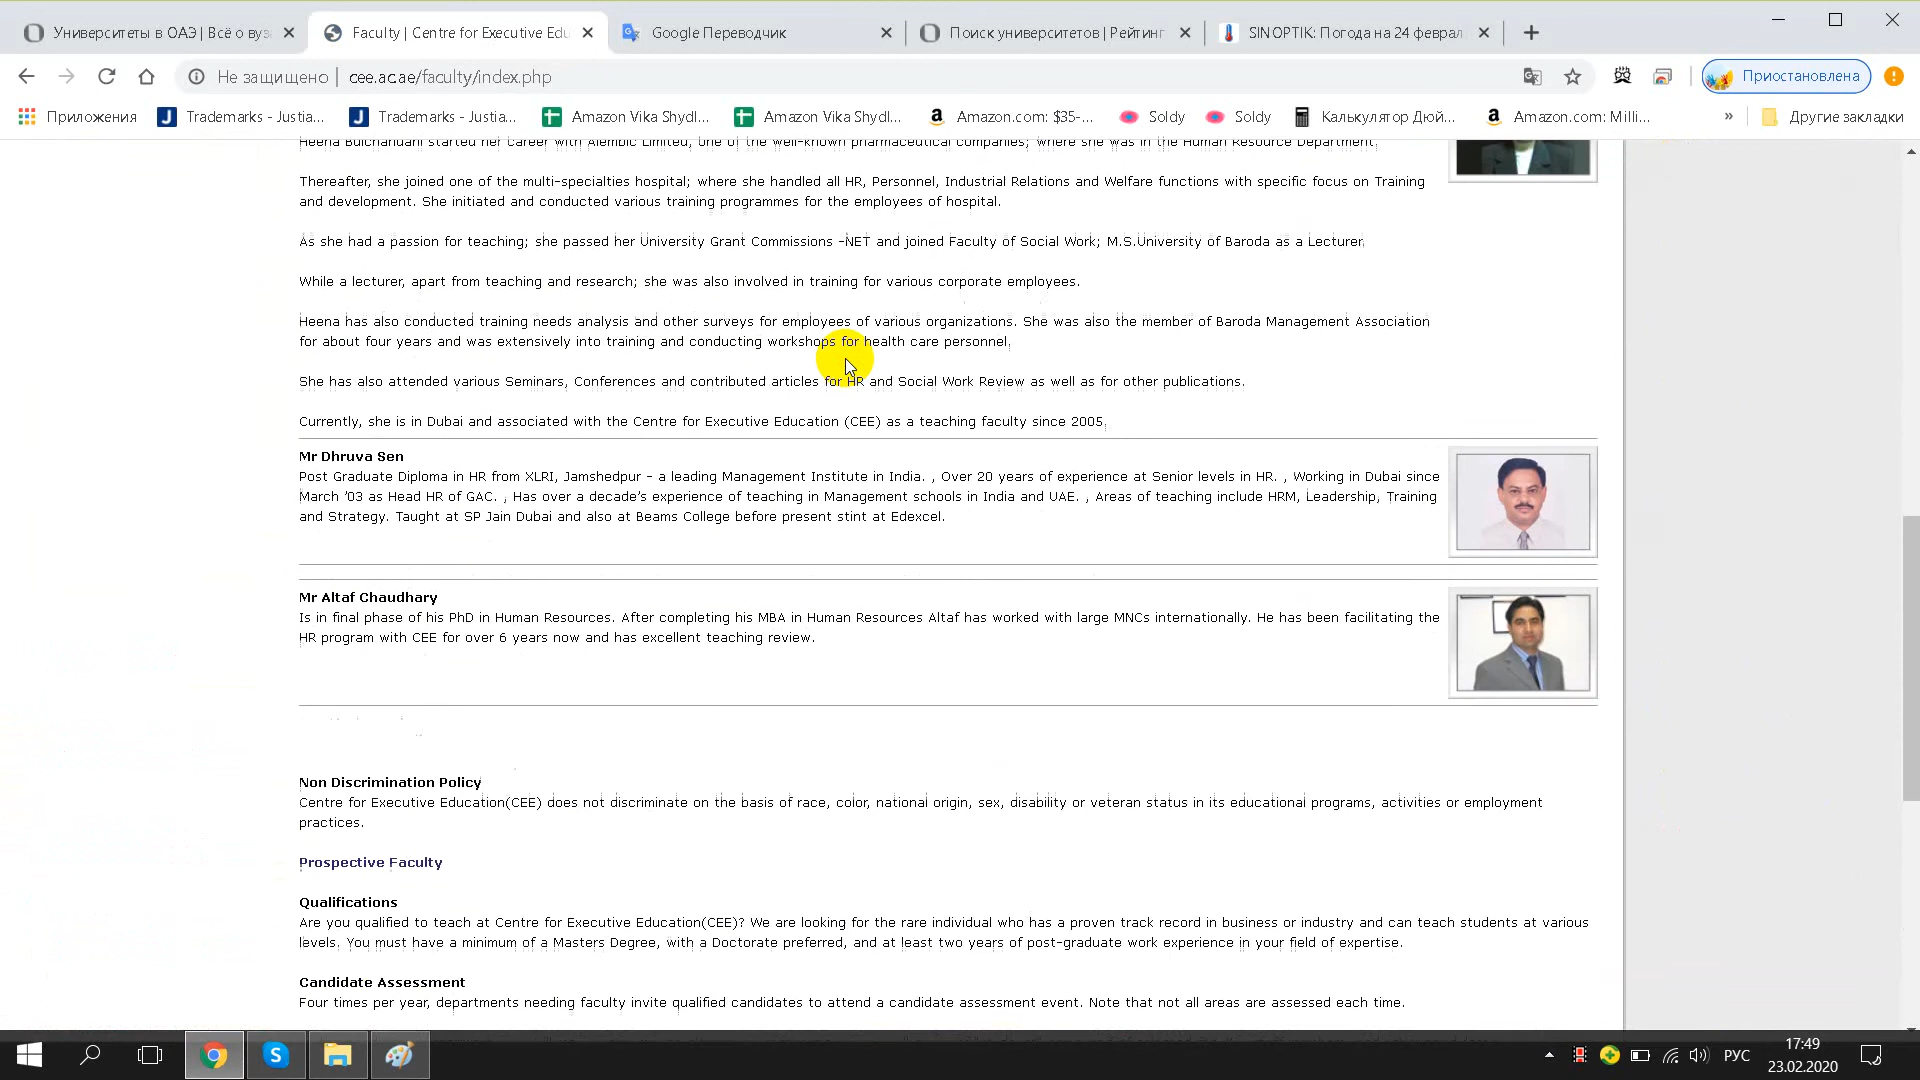 Университеты в ОАЭ | Всё о вуз
Faculty | Centre for Executive Edu
Google Переводчик
Поиск университетов | Рейтинг
SINOPTIK: Погода на 24 феврал
Не защищено | cee.ac.ae/faculty/index.php
Приостановлена
Приложения
Trademarks - Justia...
Trademarks - Justia...
Amazon Vika Shydl...
Amazon Vika Shydl...
Amazon.com: $35-...
Soldy
Soldy
Калькулятор Дюй...
Amazon.com: Milli...
»
Другие закладки
Heena Bulchandani started her career with Alembic Limited, one of the well-known pharmaceutical companies; where she was in the Human Resource Department.
Thereafter, she joined one of the multi-specialties hospital; where she handled all HR, Personnel, Industrial Relations and Welfare functions with specific focus on Training
and development. She initiated and conducted various training programmes for the employees of hospital.
As she had a passion for teaching; she passed her University Grant Commissions -NET and joined Faculty of Social Work; M.S.University of Baroda as a Lecturer.
While a lecturer, apart from teaching and research; she was also involved in training for various corporate employees.
Heena has also conducted training needs analysis and other surveys for employees of various organizations. She was also the member of Baroda Management Association
for about four years and was extensively into training and conducting workshops for health care personnel.
She has also attended various Seminars, Conferences and contributed articles for HR and Social Work Review as well as for other publications.
Currently, she is in Dubai and associated with the Centre for Executive Education (CEE) as a teaching faculty since 2005.
Mr Dhruva Sen
Post Graduate Diploma in HR from XLRI, Jamshedpur – a leading Management Institute in India. , Over 20 years of experience at Senior levels in HR. , Working in Dubai since
March ’03 as Head HR of GAC. , Has over a decade’s experience of teaching in Management schools in India and UAE. , Areas of teaching include HRM, Leadership, Training
and Strategy. Taught at SP Jain Dubai and also at Beams College before present stint at Edexcel.
Mr Altaf Chaudhary
Is in final phase of his PhD in Human Resources. After completing his MBA in Human Resources Altaf has worked with large MNCs internationally. He has been facilitating the
HR program with CEE for over 6 years now and has excellent teaching review.
Non Discrimination Policy
Centre for Executive Education(CEE) does not discriminate on the basis of race, color, national origin, sex, disability or veteran status in its educational programs, activities or employment
practices.
Prospective Faculty
Qualifications
Are you qualified to teach at Centre for Executive Education(CEE)? We are looking for the rare individual who has a proven track record in business or industry and can teach students at various
levels. You must have a minimum of a Masters Degree, with a Doctorate preferred, and at least two years of post-graduate work experience in your field of expertise.
Candidate Assessment
Four times per year, departments needing faculty invite qualified candidates to attend a candidate assessment event. Note that not all areas are assessed each time.
РУС
17:49
23.02.2020